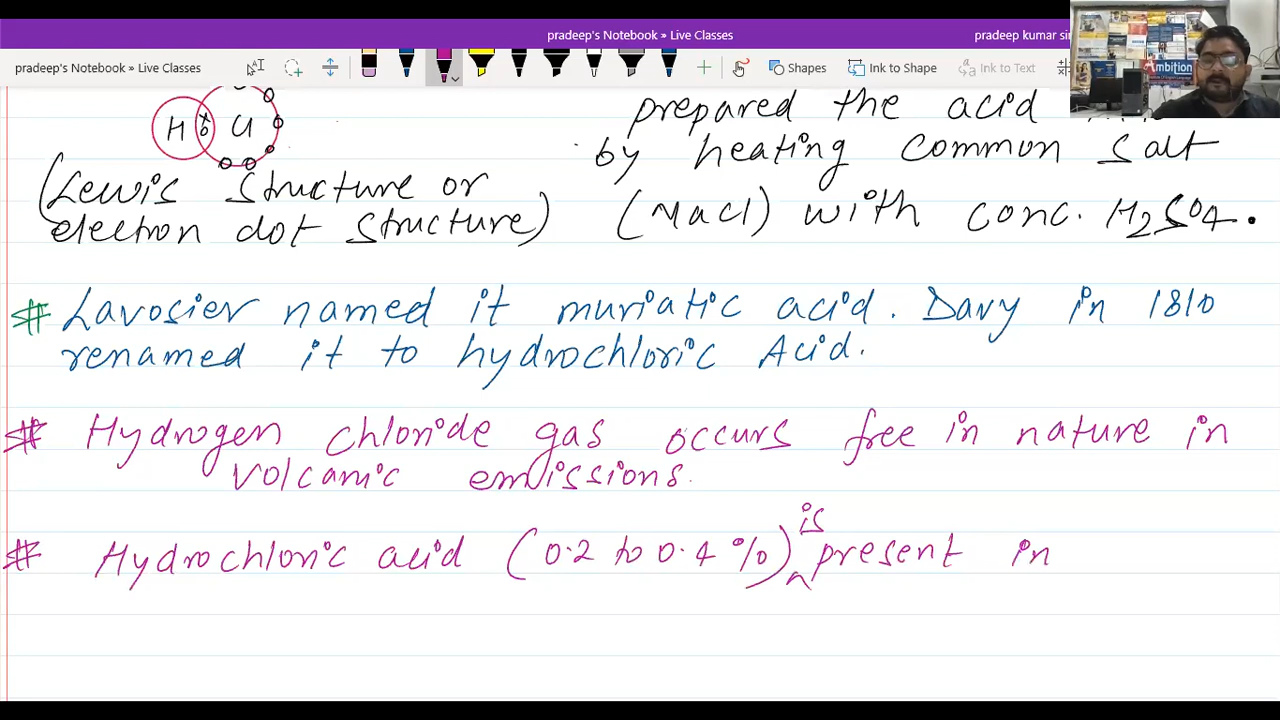 pradeep's Notebook » Live Classes
pradeep kumar sin
pradeep's Notebook » Live Classes
Shapes
Ink to Shape
Ink to Text
Ambition
H Cl
(Lewis structure or
electron dot structure)
prepared the acid
by heating common salt
(NaCl) with conc. H2SO4.
# Lavosier named it muriatic acid. Davy in 1810
renamed it to hydrochloric Acid.
# Hydrogen chloride gas occurs free in nature in
volcanic emissions.
is
# Hydrochloric acid (0.2 to 0.4 %) present in